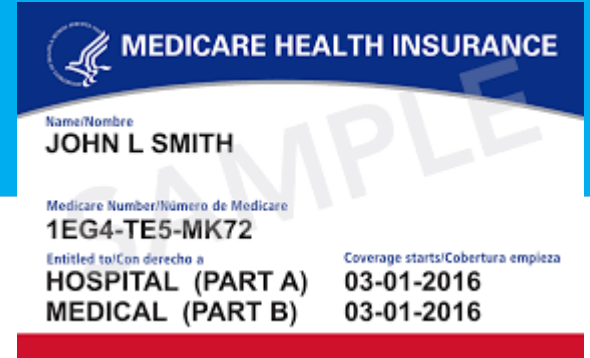 MEDICARE HEALTH INSURANCE
Name/Nombre
JOHN L SMITH
Medicare Number/Número de Medicare
1EG4-TE5-MK72
Entitled to/Con derecho a Coverage starts/Cobertura empieza
HOSPITAL (PART A) 03-01-2016
MEDICAL (PART B) 03-01-2016
SAMPLE